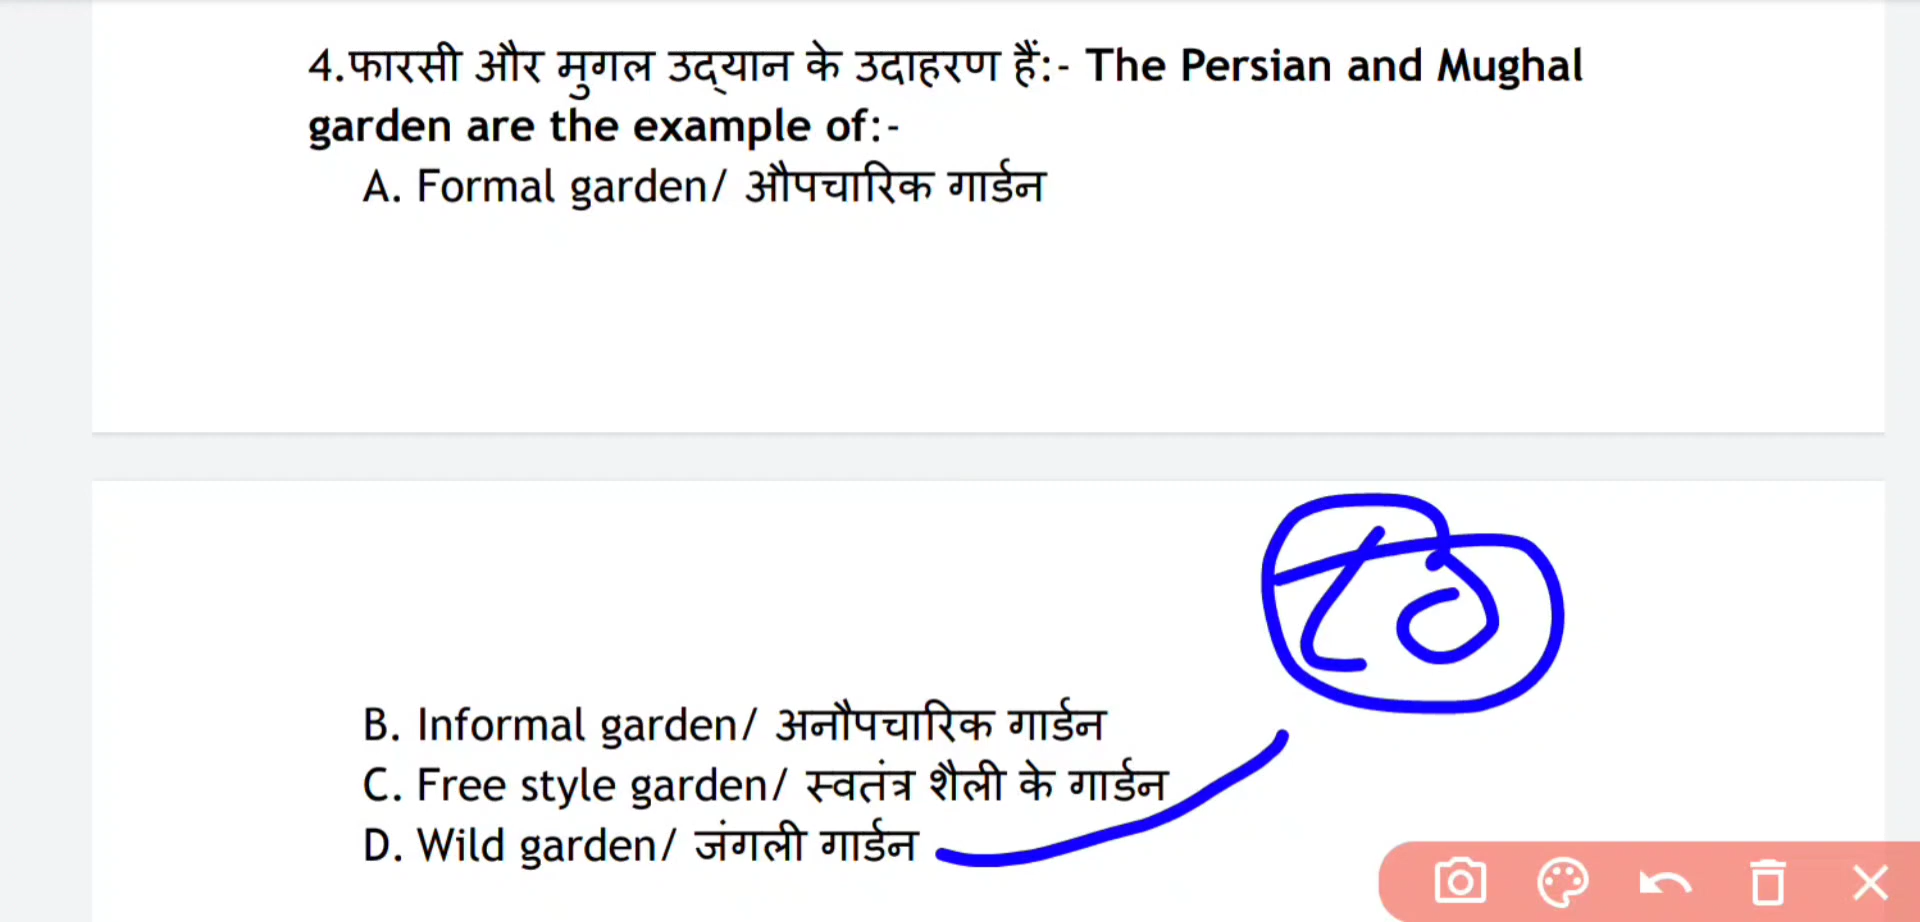 4.फारसी और मुगल उद्यान के उदाहरण हैं:- The Persian and Mughal
garden are the example of:-
A. Formal garden/ औपचारिक गार्डन
B. Informal garden/ अनौपचारिक गार्डन
C. Free style garden/ स्वतंत्र शैली के गार्डन
D. Wild garden/ जंगली गार्डन